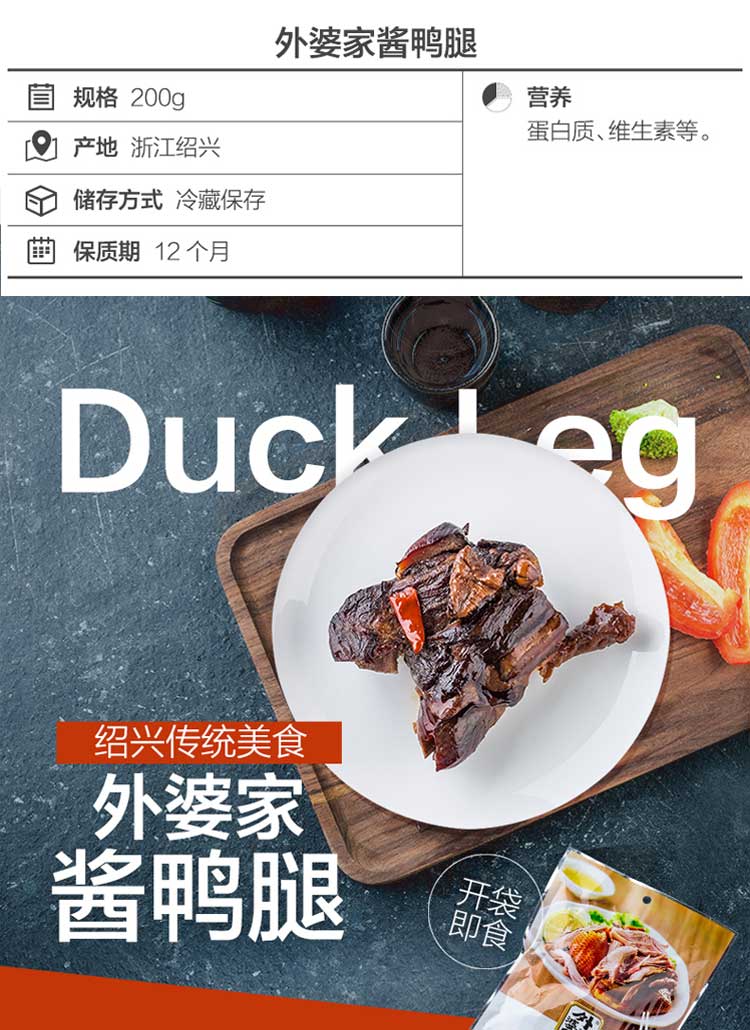 外婆家酱鸭腿
规格 200g
产地 浙江绍兴
储存方式 冷藏保存
保质期 12 个月
营养
蛋白质、维生素等。
Duck Leg
绍兴传统美食
外婆家
酱鸭腿
开袋
即食